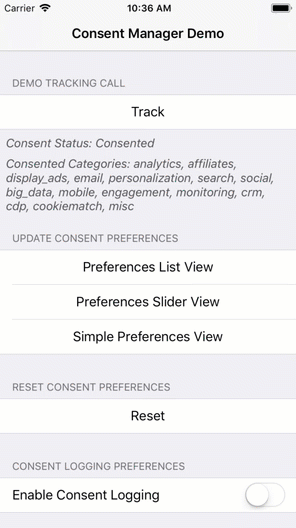 Carrier 10:36 AM
Consent Manager Demo
DEMO TRACKING CALL
Track
Consent Status: Consented
Consented Categories: analytics, affiliates,
display_ads, email, personalization, search, social,
big_data, mobile, engagement, monitoring, crm,
cdp, cookiematch, misc
UPDATE CONSENT PREFERENCES
Preferences List View
Preferences Slider View
Simple Preferences View
RESET CONSENT PREFERENCES
Reset
CONSENT LOGGING PREFERENCES
Enable Consent Logging